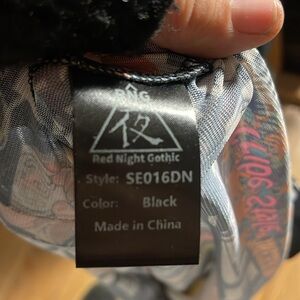 RNG
夜
Red Night Gothic
Style: SE016DN
Color: Black
Made in China